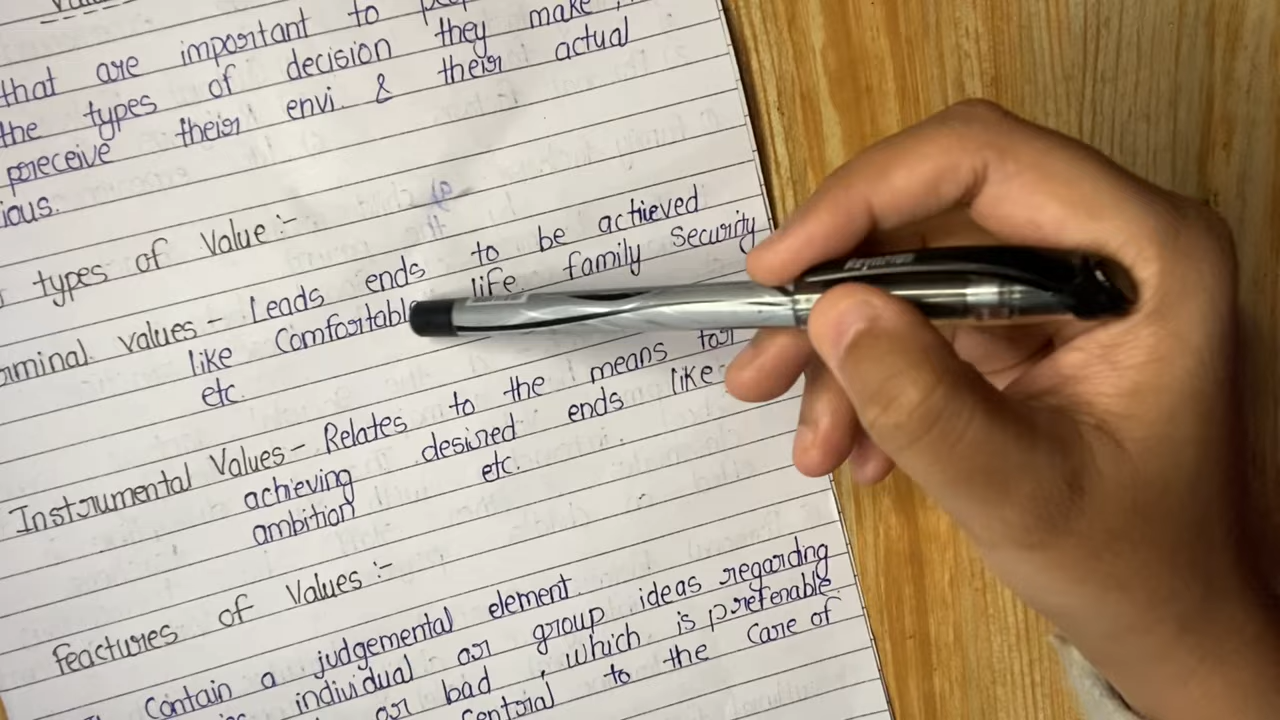 that are important to
the types of decision they make
perceive their envi. & their actual
ious.
types of Value :-
minal values - Leads ends to be achieved
like Comfortable life family Security
etc.
Instrumental Values - Relates to the means for
achieving desired ends like
ambition etc.
feactures of Values :-
Contain a judgemental element.
individual or group ideas regarding
or bad, which is preferable
Central to the care of